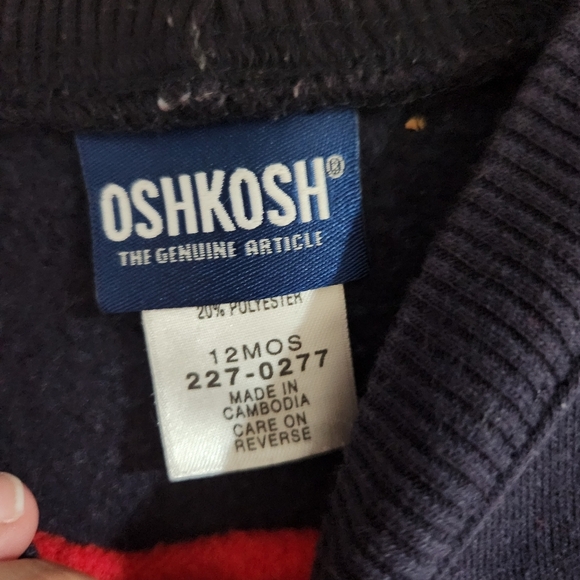 OSHKOSH®
THE GENUINE ARTICLE
20% POLYESTER
12MOS
227-0277
MADE IN
CAMBODIA
CARE ON
REVERSE